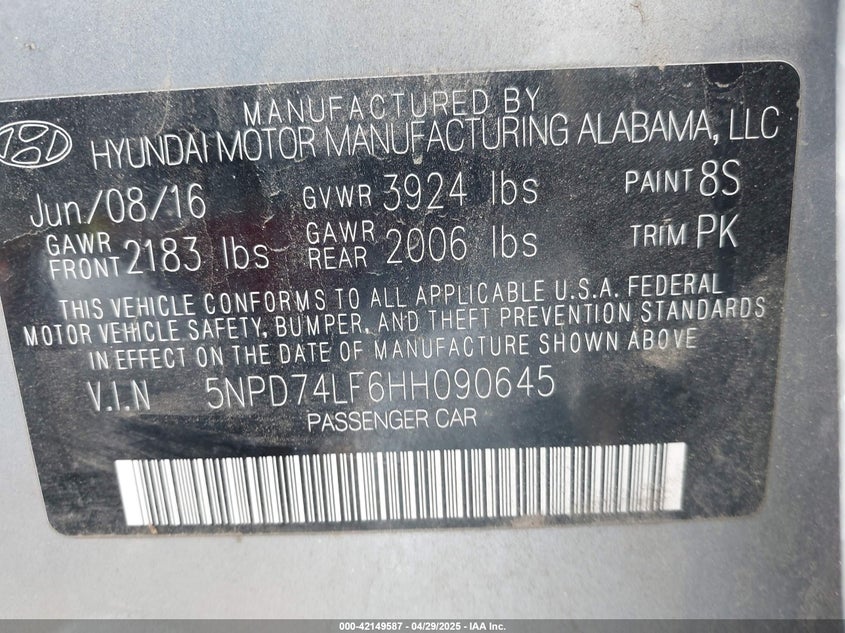 MANUFACTURED BY
HYUNDAI MOTOR MANUFACTURING ALABAMA, LLC
Jun/08/16 GVWR 3924 lbs PAINT 8S
GAWR FRONT 2183 lbs GAWR REAR 2006 lbs TRIM PK
THIS VEHICLE CONFORMS TO ALL APPLICABLE U.S.A. FEDERAL
MOTOR VEHICLE SAFETY, BUMPER, AND THEFT PREVENTION STANDARDS
IN EFFECT ON THE DATE OF MANUFACTURE SHOWN ABOVE
V.I.N 5NPD74LF6HH090645
PASSENGER CAR
000-42149587 - 04/29/2025 - IAA Inc.